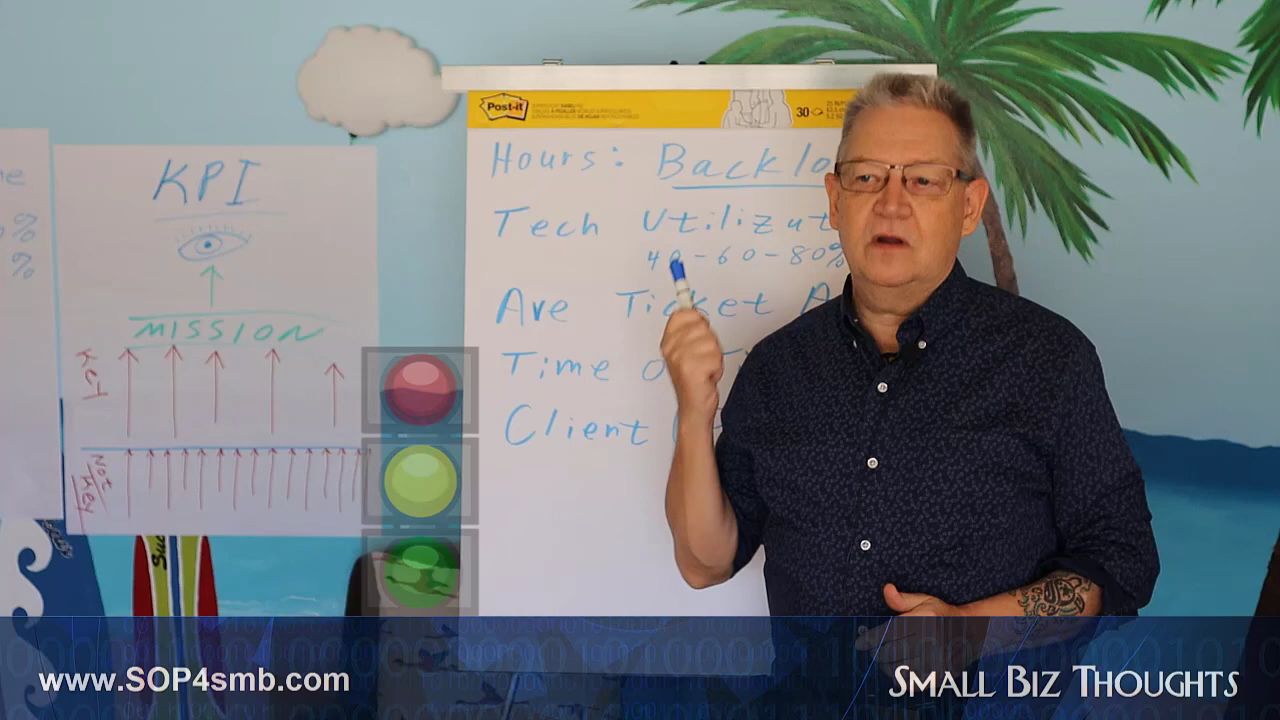 %
%
KPI
MISSION
Key
Not Key
Post-it
30
Hours: Backlo
Tech Utilizat
40-60-80%
Ave Ticket A
Time o
Client
www.SOP4smb.com
SMALL BIZ THOUGHTS